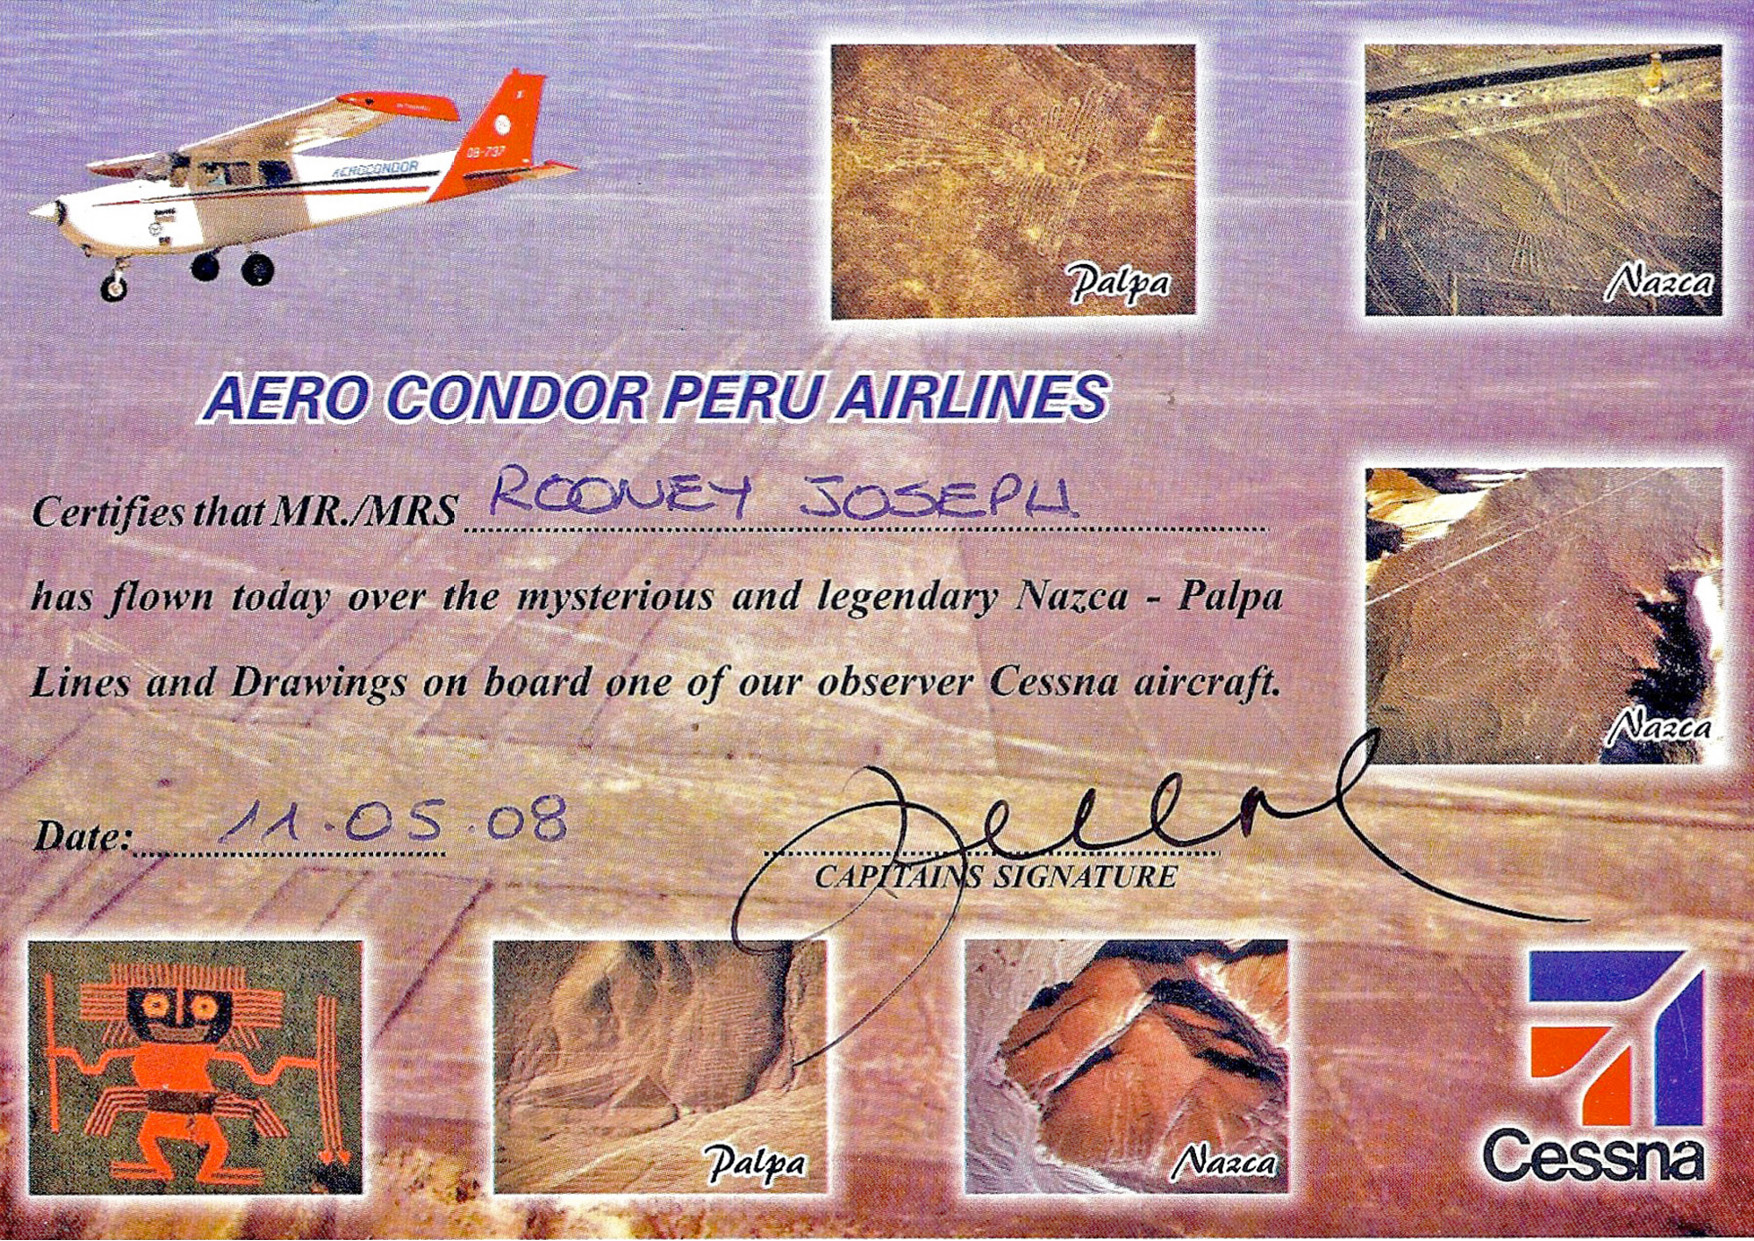 AEROCONDOR
OB-737
Palpa
Nazca
AERO CONDOR PERU AIRLINES
Certifies that MR./MRS ROONEY JOSEPH
has flown today over the mysterious and legendary Nazca - Palpa
Lines and Drawings on board one of our observer Cessna aircraft.
Nazca
Date: 11.05.08
CAPITAINS SIGNATURE
Palpa
Nazca
Cessna